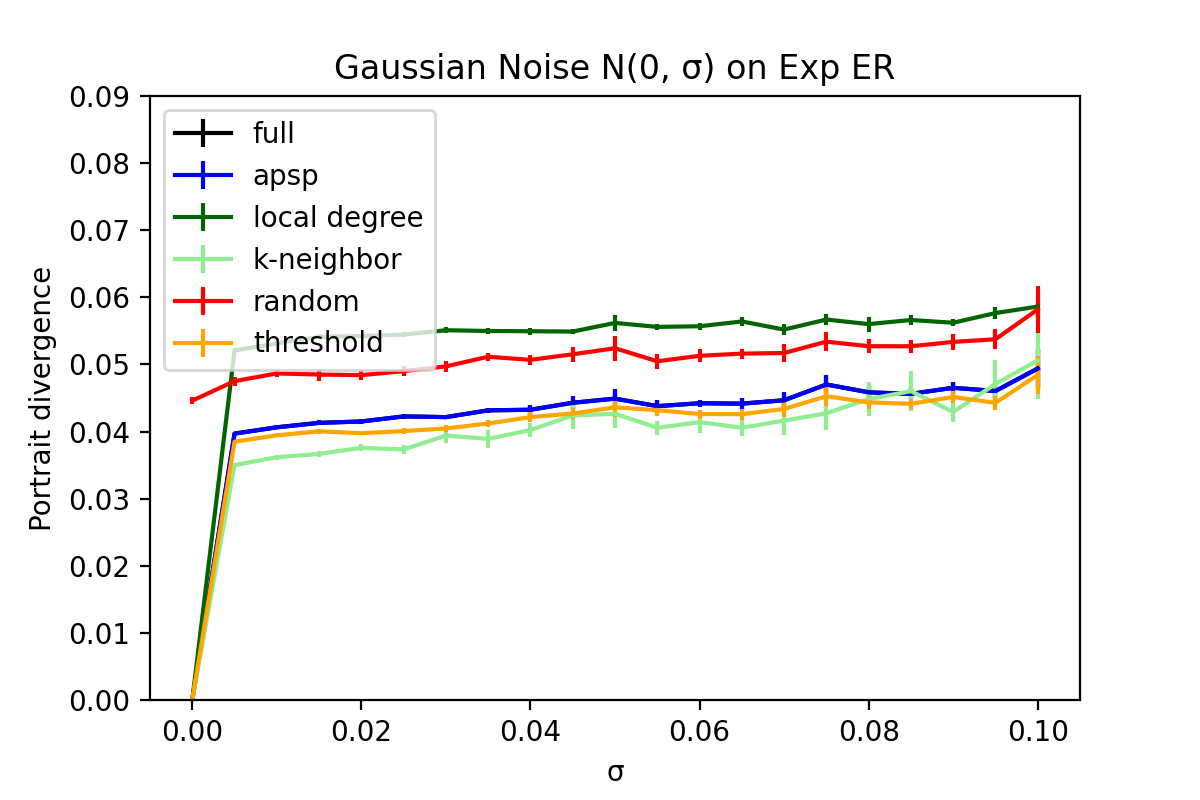 Gaussian Noise N(0, σ) on Exp ER
Portrait divergence
0.09
0.08
0.07
0.06
0.05
0.04
0.03
0.02
0.01
0.00
full
apsp
local degree
k-neighbor
random
threshold
0.00 0.02 0.04 0.06 0.08 0.10
σ